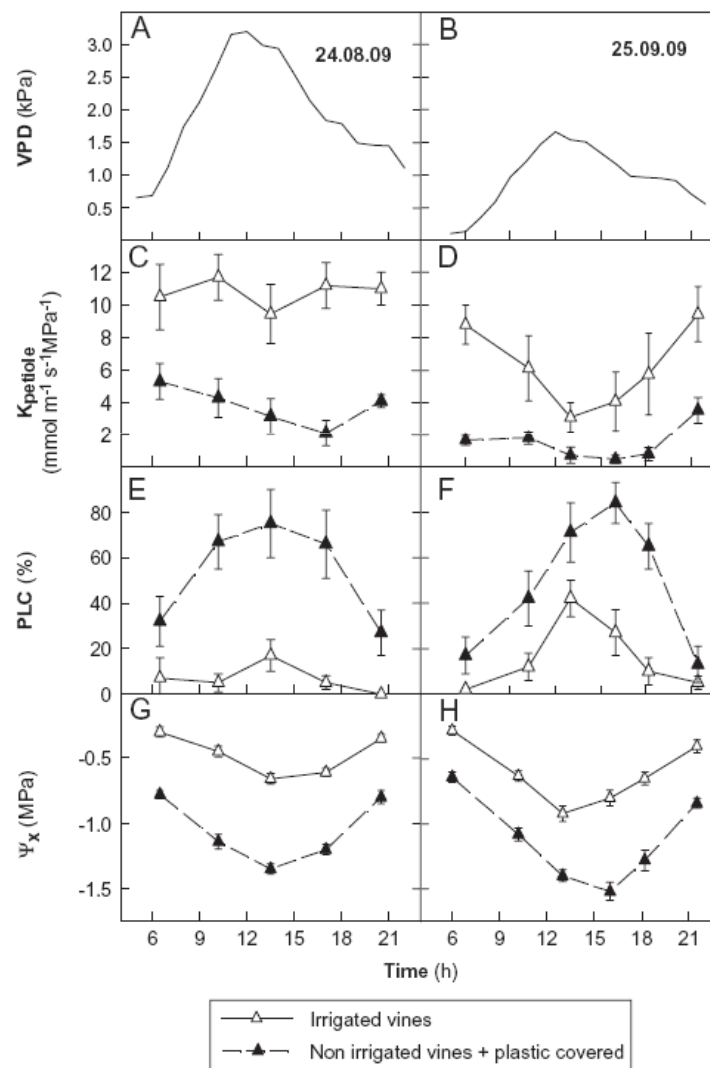 A
24.08.09
B
25.09.09
VPD (kPa)
3.0
2.5
2.0
1.5
1.0
0.5
C
D
Kpetiole
(mmol m-1 s-1MPa-1)
12
10
8
6
4
2
E
F
PLC (%)
80
60
40
20
0
G
H
Ψx (MPa)
-0.5
-1.0
-1.5
6 9 12 15 18 21 6 9 12 15 18 21
Time (h)
Irrigated vines
Non irrigated vines + plastic covered